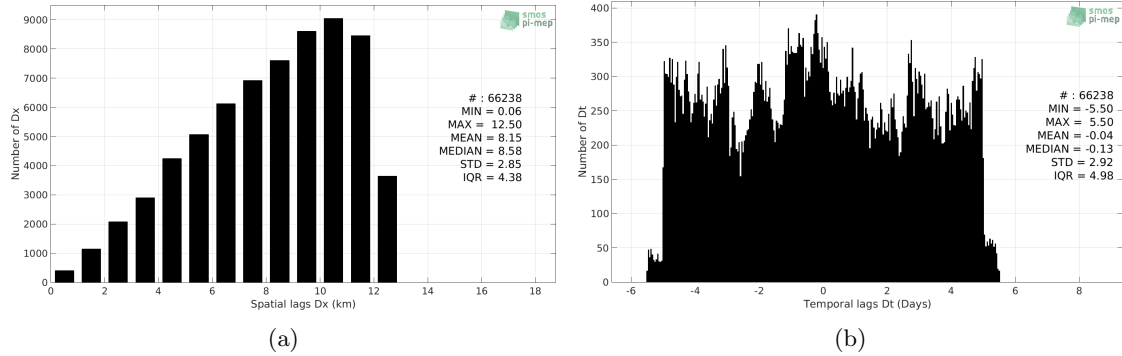 9000
8000
7000
6000
5000
4000
3000
2000
1000
0
Number of Dx
0 2 4 6 8 10 12 14 16 18
Spatial lags Dx (km)
smos
pi-mep
# : 66238
MIN = 0.06
MAX = 12.50
MEAN = 8.15
MEDIAN = 8.58
STD = 2.85
IQR = 4.38
(a)
400
350
300
250
200
150
100
50
0
Number of Dt
-6 -4 -2 0 2 4 6 8
Temporal lags Dt (Days)
smos
pi-mep
# : 66238
MIN = -5.50
MAX = 5.50
MEAN = -0.04
MEDIAN = -0.13
STD = 2.92
IQR = 4.98
(b)